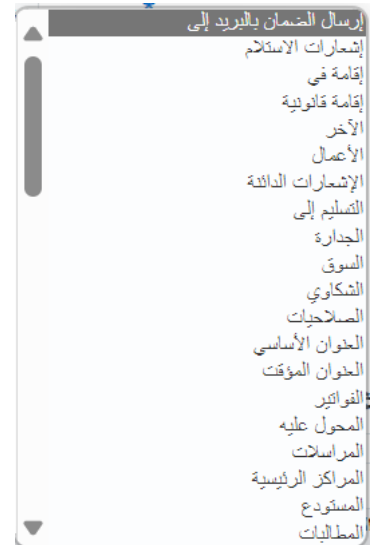 إرسال الضمان بالبريد إلى
إشعارات الاستلام
إقامة في
إقامة قانونية
الآخر
الأعمال
الإشعارات الدائنة
التسليم إلى
الجدارة
السوق
الشكاوي
الصلاحيات
العنوان الأساسي
العنوان المؤقت
الفواتير
المحول عليه
المراسلات
المراكز الرئيسية
المستودع
المطالبات